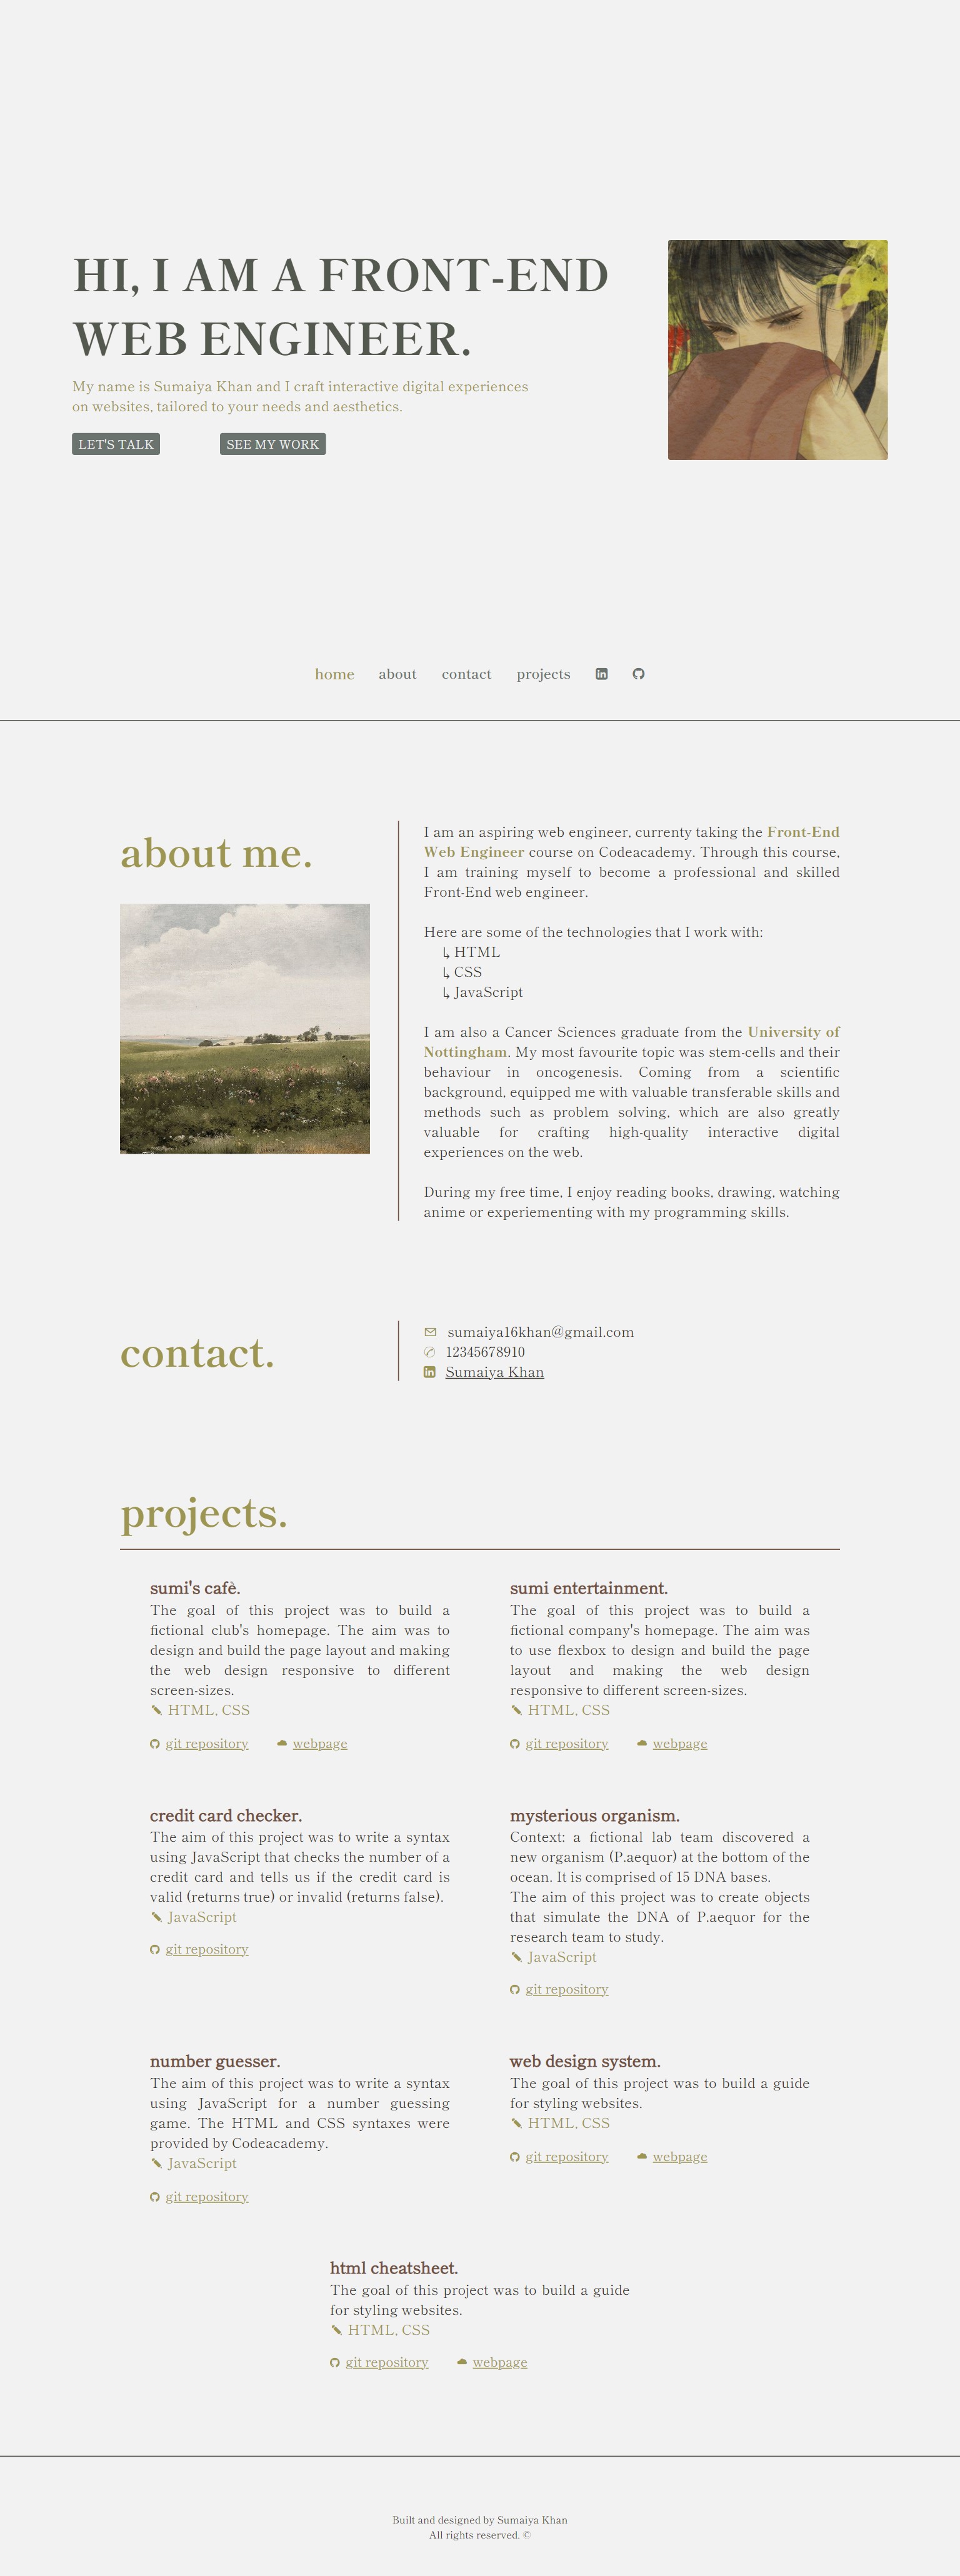 HI, I AM A FRONT-END
WEB ENGINEER.
My name is Sumaiya Khan and I craft interactive digital experiences
on websites, tailored to your needs and aesthetics.
LET'S TALK
SEE MY WORK
home
about
contact
projects
about me.
I am an aspiring web engineer, currenty taking the Front-End
Web Engineer course on Codeacademy. Through this course,
I am training myself to become a professional and skilled
Front-End web engineer.
Here are some of the technologies that I work with:
↳ HTML
↳ CSS
↳ JavaScript
I am also a Cancer Sciences graduate from the University of
Nottingham. My most favourite topic was stem-cells and their
behaviour in oncogenesis. Coming from a scientific
background, equipped me with valuable transferable skills and
methods such as problem solving, which are also greatly
valuable for crafting high-quality interactive digital
experiences on the web.
During my free time, I enjoy reading books, drawing, watching
anime or experiementing with my programming skills.
contact.
sumaiya16khan@gmail.com
12345678910
Sumaiya Khan
projects.
sumi's cafè.
The goal of this project was to build a
fictional club's homepage. The aim was to
design and build the page layout and making
the web design responsive to different
screen-sizes.
✎ HTML, CSS
git repository
webpage
sumi entertainment.
The goal of this project was to build a
fictional company's homepage. The aim was
to use flexbox to design and build the page
layout and making the web design
responsive to different screen-sizes.
✎ HTML, CSS
git repository
webpage
credit card checker.
The aim of this project was to write a syntax
using JavaScript that checks the number of a
credit card and tells us if the credit card is
valid (returns true) or invalid (returns false).
✎ JavaScript
git repository
mysterious organism.
Context: a fictional lab team discovered a
new organism (P.aequor) at the bottom of the
ocean. It is comprised of 15 DNA bases.
The aim of this project was to create objects
that simulate the DNA of P.aequor for the
research team to study.
✎ JavaScript
git repository
number guesser.
The aim of this project was to write a syntax
using JavaScript for a number guessing
game. The HTML and CSS syntaxes were
provided by Codeacademy.
✎ JavaScript
git repository
web design system.
The goal of this project was to build a guide
for styling websites.
✎ HTML, CSS
git repository
webpage
html cheatsheet.
The goal of this project was to build a guide
for styling websites.
✎ HTML, CSS
git repository
webpage
Built and designed by Sumaiya Khan
All rights reserved. ©